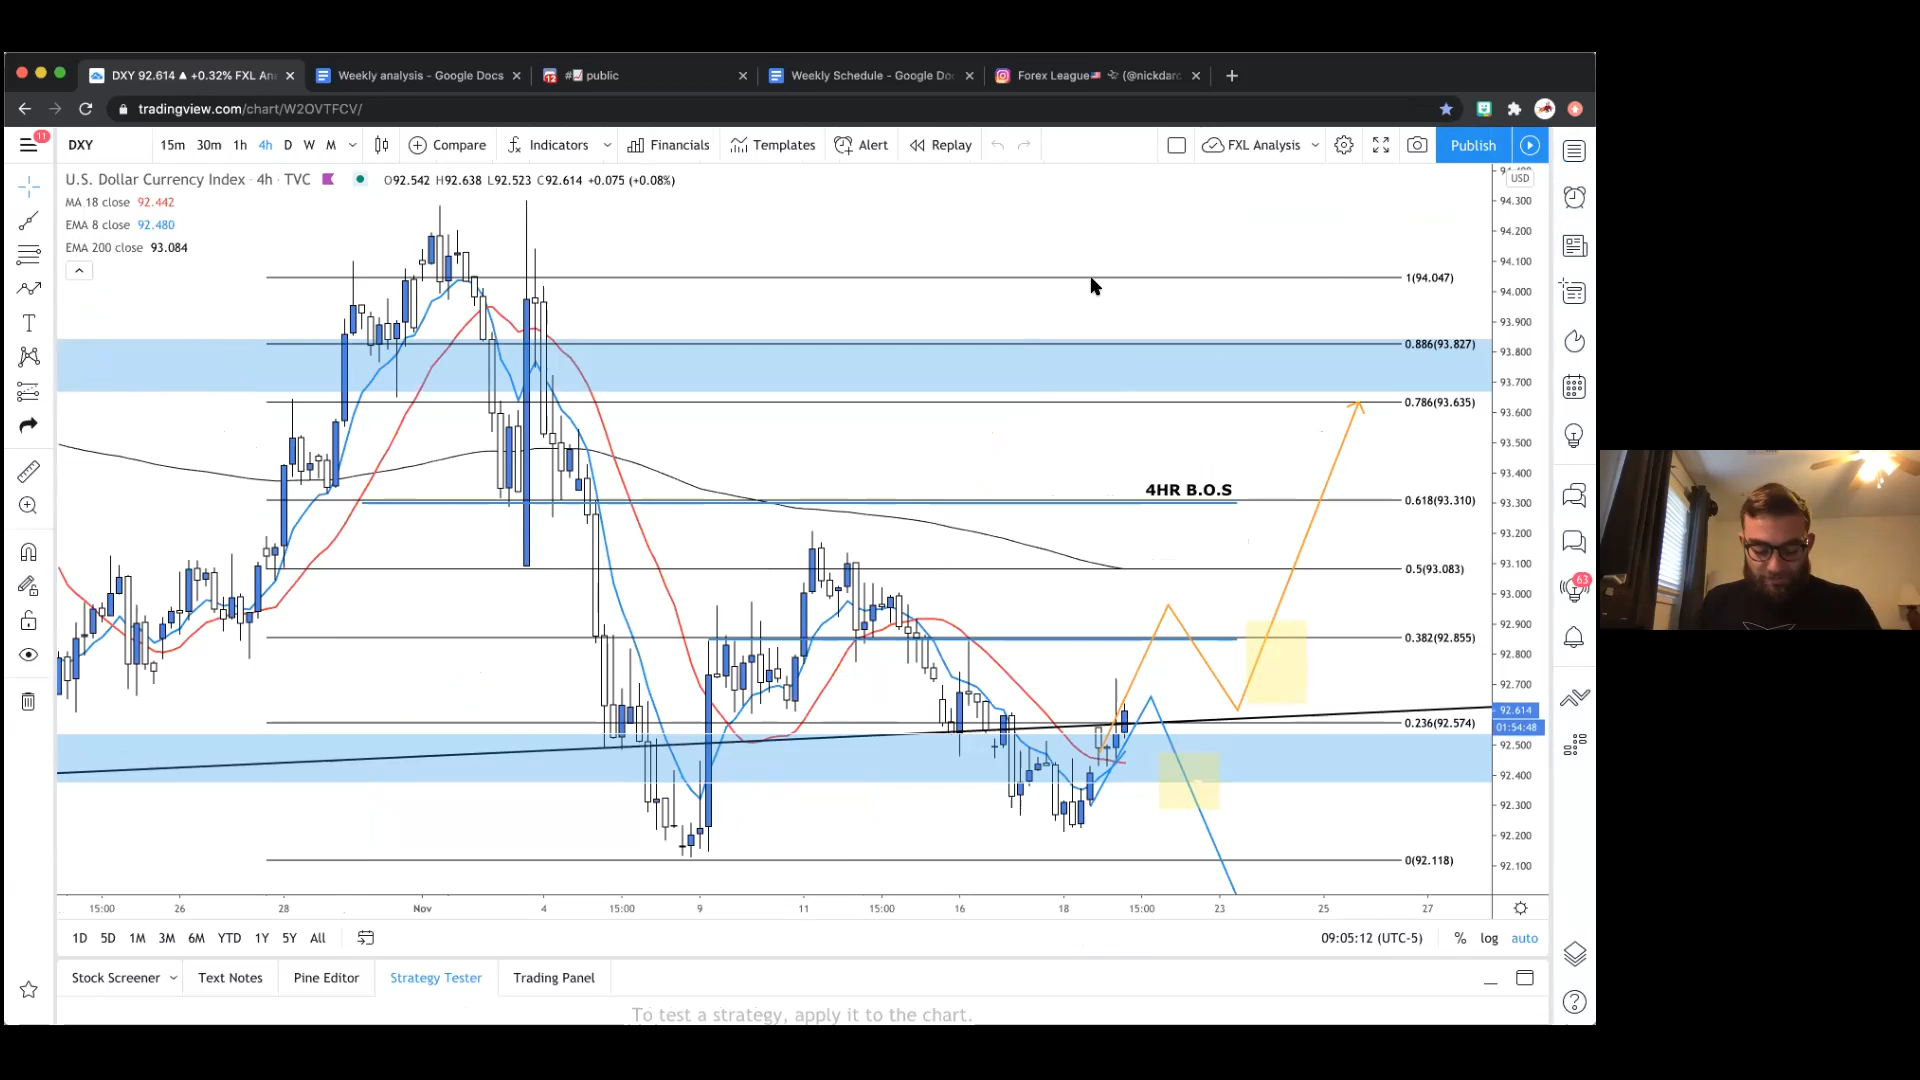 DXY 92.614 ▲ +0.32% FXL An
Weekly analysis - Google Docs
#📈 public
Weekly Schedule - Google Do
Forex League🇺🇸 (@nickdar
tradingview.com/chart/W2OVTFCV/
11
DXY 15m 30m 1h 4h D W M Compare Indicators Financials Templates Alert Replay FXL Analysis Publish
U.S. Dollar Currency Index · 4h · TVC O92.542 H92.638 L92.523 C92.614 +0.075 (+0.08%)
MA 18 close 92.442
EMA 8 close 92.480
EMA 200 close 93.084
USD
94.300
94.200
94.100
94.000
93.900
93.800
93.700
93.600
93.500
93.400
93.300
93.200
93.100
93.000
92.900
92.800
92.700
92.614
01:54:48
92.500
92.400
92.300
92.200
92.100
1(94.047)
0.886(93.827)
0.786(93.635)
4HR B.O.S
0.618(93.310)
0.5(93.083)
0.382(92.855)
0.236(92.574)
0(92.118)
63
15:00 26 28 Nov 4 15:00 9 11 15:00 16 18 15:00 23 25 27
1D 5D 1M 3M 6M YTD 1Y 5Y All 09:05:12 (UTC-5) % log auto
Stock Screener Text Notes Pine Editor Strategy Tester Trading Panel
To test a strategy, apply it to the chart.